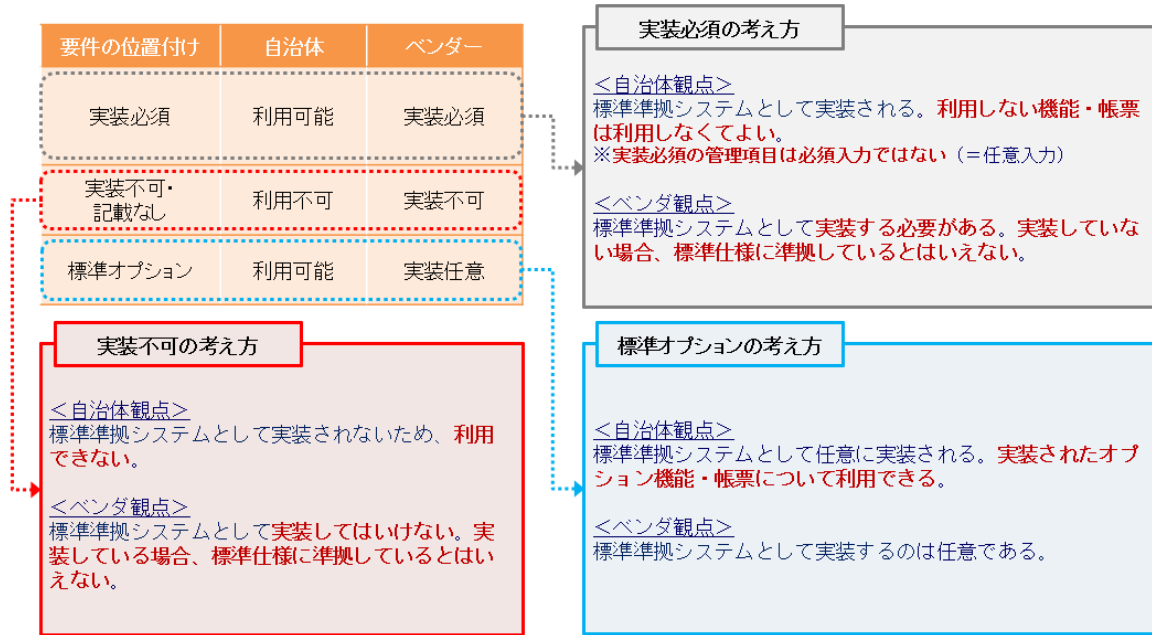 要件の位置付け 自治体 ベンダー
実装必須 利用可能 実装必須
実装不可・
記載なし 利用不可 実装不可
標準オプション 利用可能 実装任意
実装必須の考え方
<自治体観点>
標準準拠システムとして実装される。利用しない機能・帳票
は利用しなくてよい。
※実装必須の管理項目は必須入力ではない（＝任意入力）
<ベンダ観点>
標準準拠システムとして実装する必要がある。実装していな
い場合、標準仕様に準拠しているとはいえない。
実装不可の考え方
<自治体観点>
標準準拠システムとして実装されないため、利用
できない。
<ベンダ観点>
標準準拠システムとして実装してはいけない。実
装している場合、標準仕様に準拠しているとはい
えない。
標準オプションの考え方
<自治体観点>
標準準拠システムとして任意に実装される。実装されたオプ
ション機能・帳票について利用できる。
<ベンダ観点>
標準準拠システムとして実装するのは任意である。